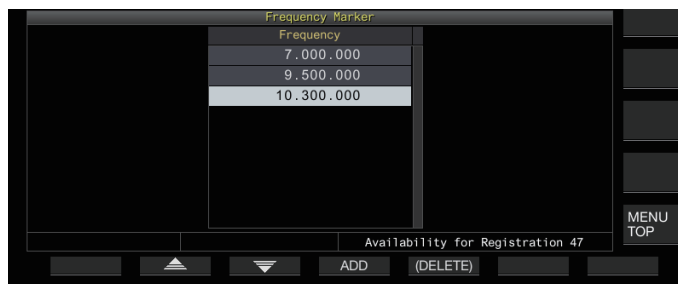 Frequency Marker
Frequency
7.000.000
9.500.000
10.300.000
MENU
TOP
Availability for Registration 47
ADD
(DELETE)